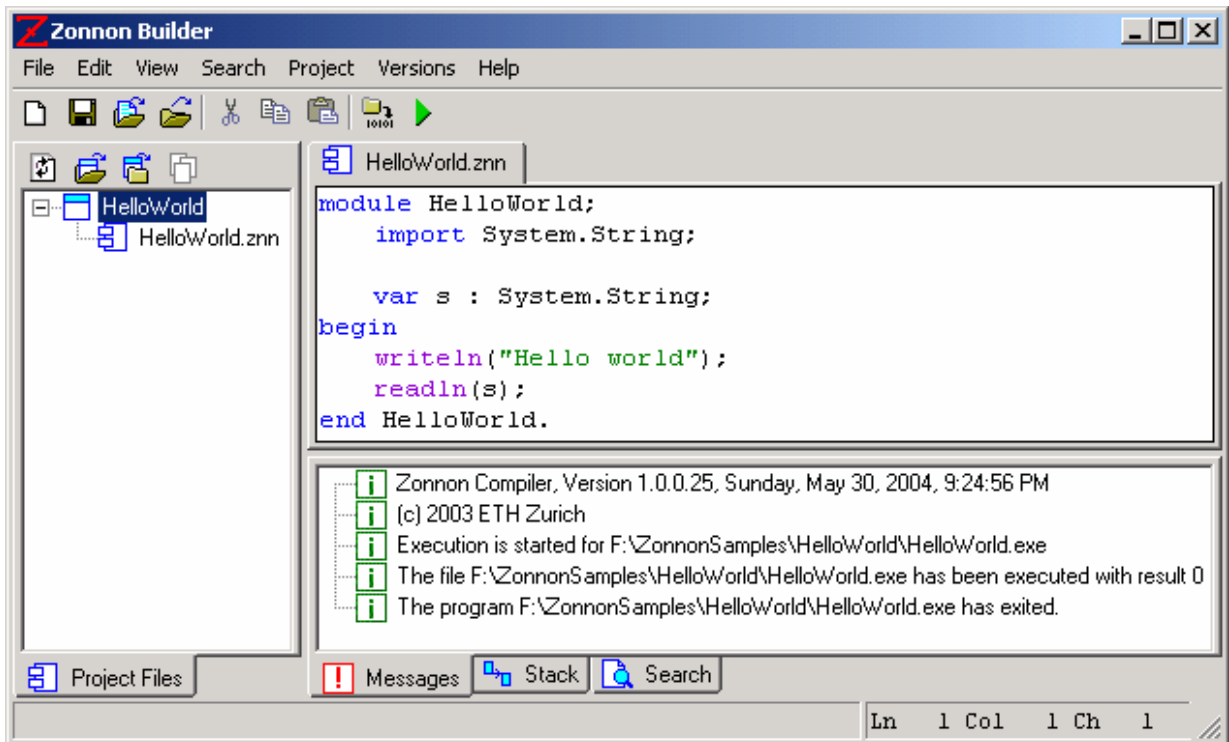 Zonnon Builder
File Edit View Search Project Versions Help
HelloWorld
HelloWorld.znn
Project Files
HelloWorld.znn
module HelloWorld;
import System.String;
var s : System.String;
begin
writeln("Hello world");
readln(s);
end HelloWorld.
Zonnon Compiler, Version 1.0.0.25, Sunday, May 30, 2004, 9:24:56 PM
(c) 2003 ETH Zurich
Execution is started for F:\ZonnonSamples\HelloWorld\HelloWorld.exe
The file F:\ZonnonSamples\HelloWorld\HelloWorld.exe has been executed with result 0
The program F:\ZonnonSamples\HelloWorld\HelloWorld.exe has exited.
Messages Stack Search
Ln 1 Col 1 Ch 1